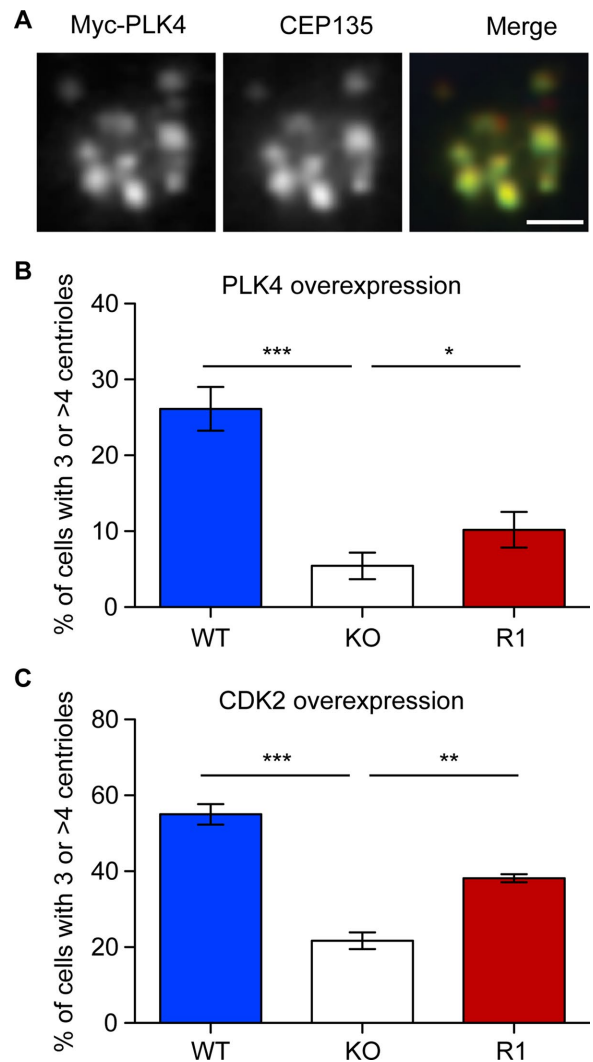 A
Myc-PLK4 CEP135 Merge
B
PLK4 overexpression
% of cells with 3 or >4 centrioles
40
30
20
10
0
*** *
WT KO R1
C
CDK2 overexpression
% of cells with 3 or >4 centrioles
80
60
40
20
0
*** **
WT KO R1